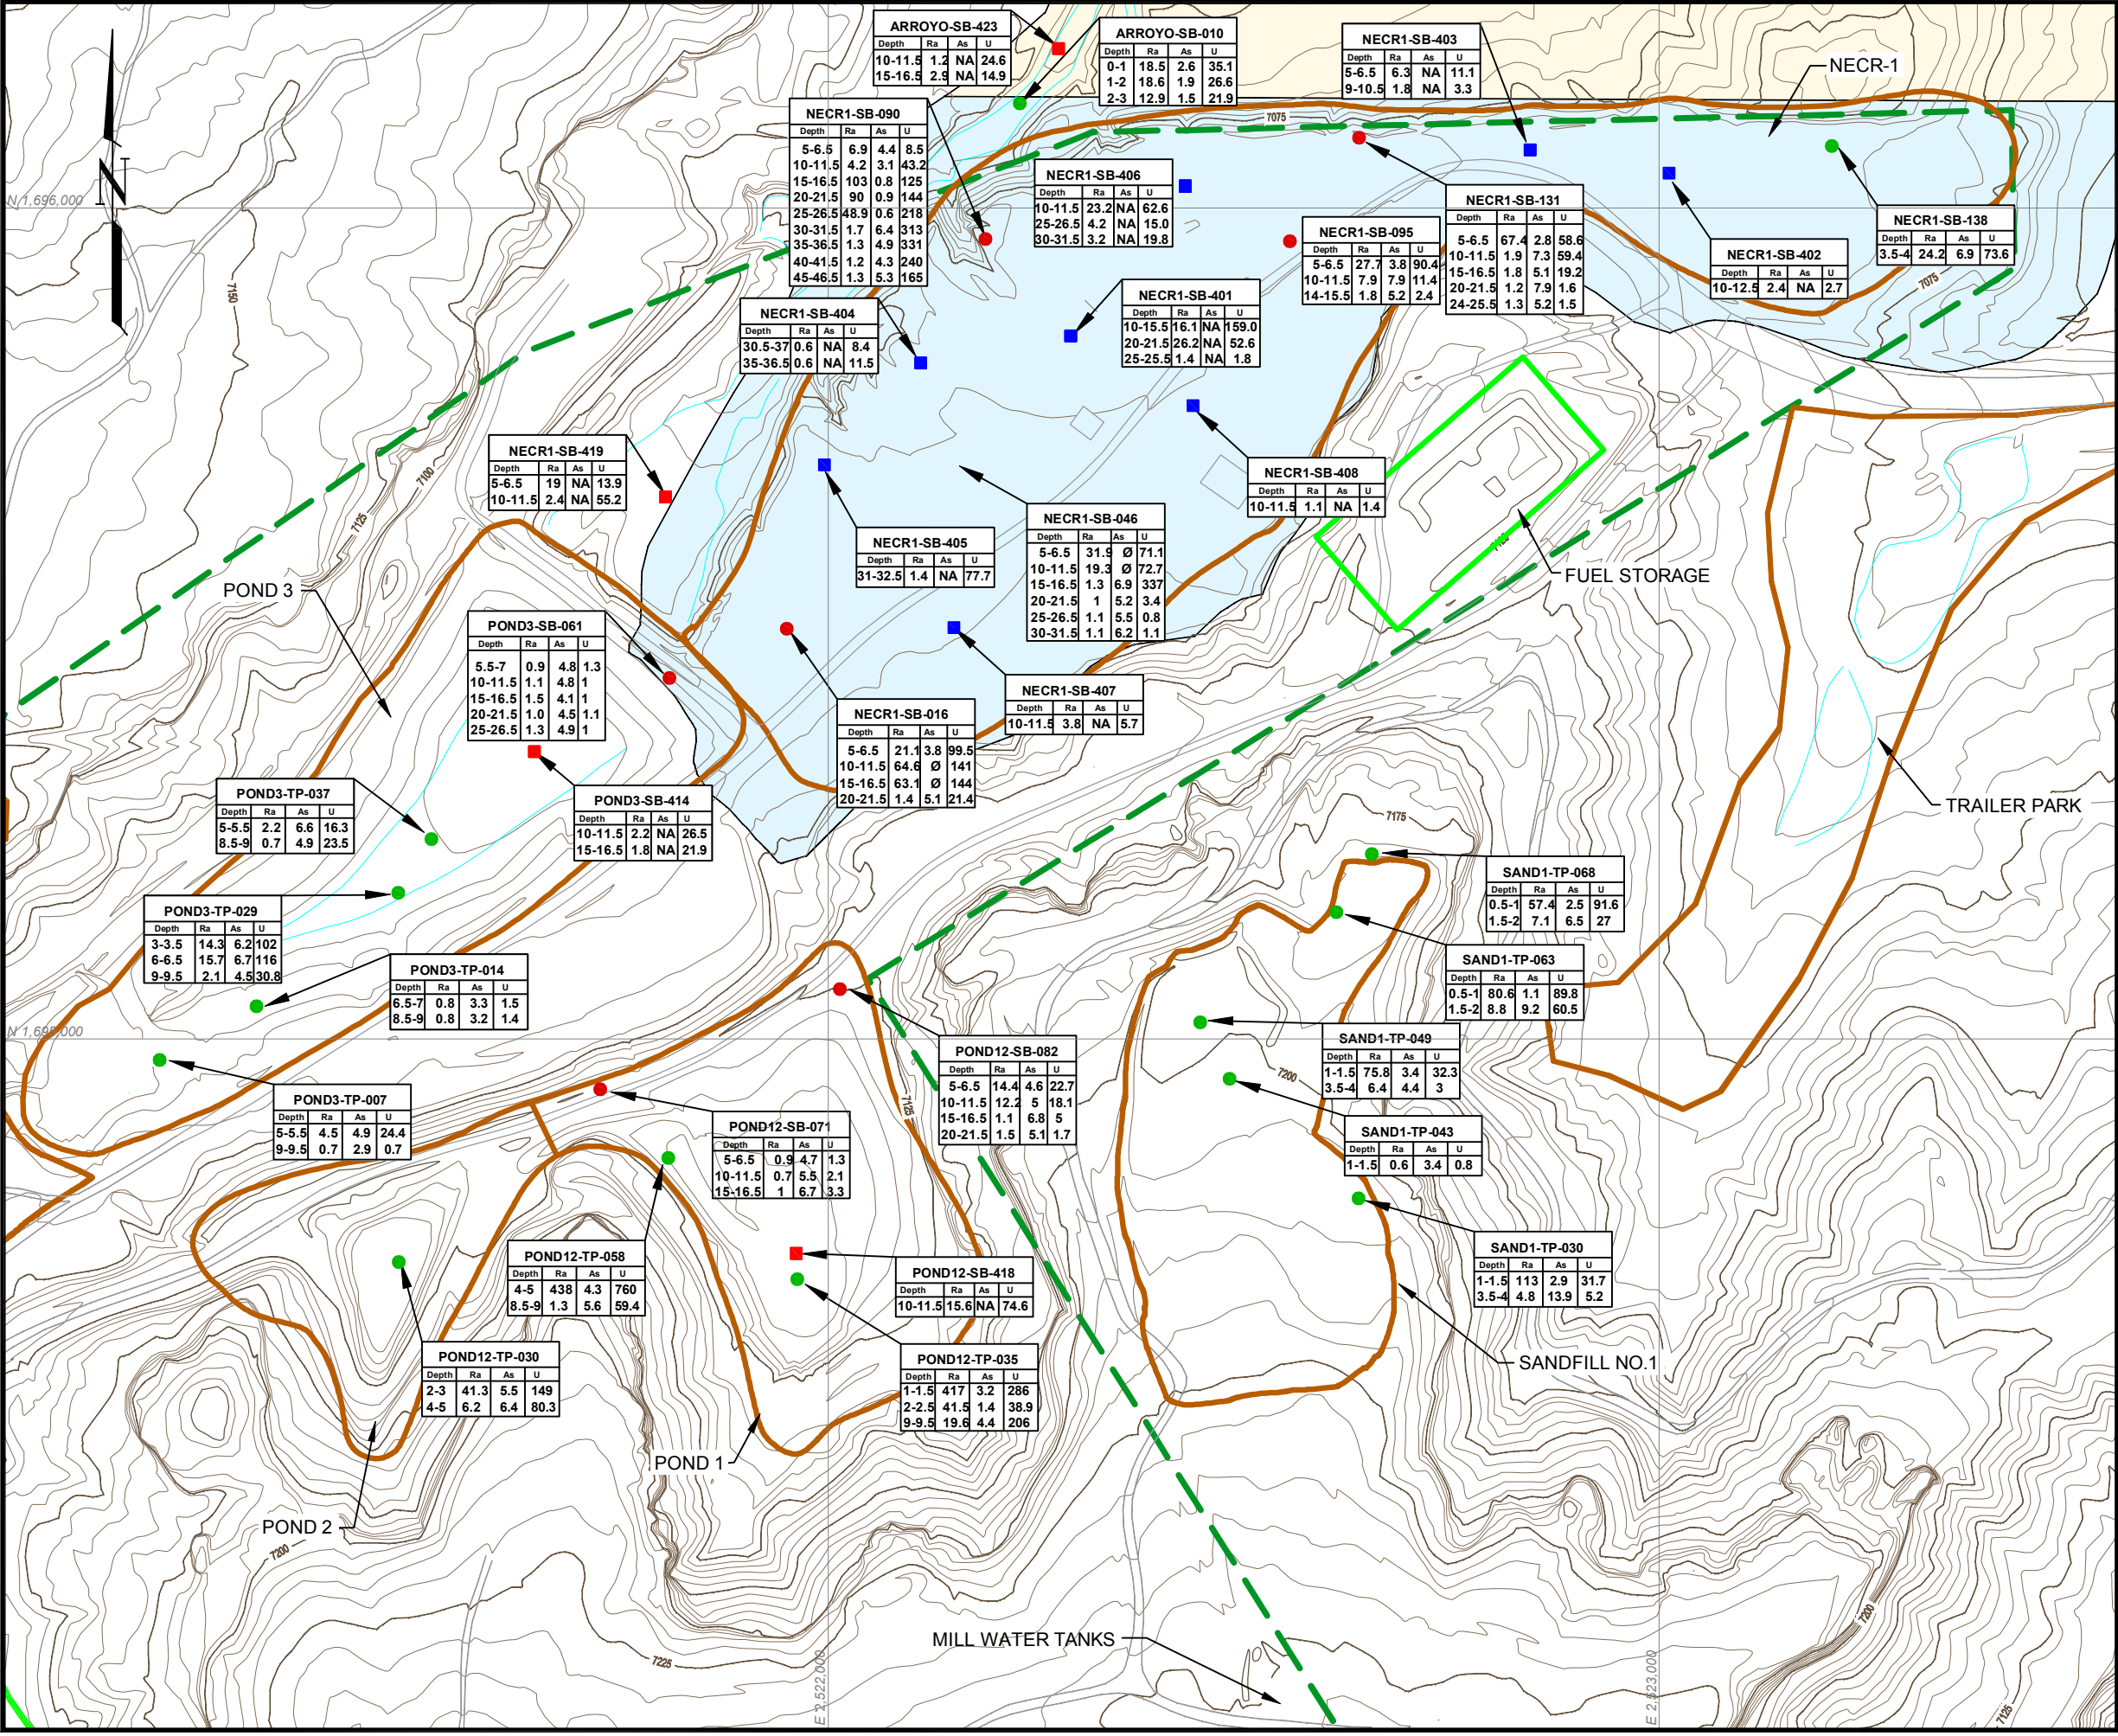 ARROYO-SB-423
Depth Ra As U
10-11.5 1.2 NA 24.6
15-16.5 2.9 NA 14.9
ARROYO-SB-010
Depth Ra As U
0-1 18.5 2.6 35.1
1-2 18.6 1.9 26.6
2-3 12.9 1.5 21.9
NECR1-SB-403
Depth Ra As U
5-6.5 6.3 NA 11.1
9-10.5 1.8 NA 3.3
NECR-1
NECR1-SB-090
Depth Ra As U
5-6.5 6.9 4.4 8.5
10-11.5 4.2 3.1 43.2
15-16.5 103 0.8 125
20-21.5 90 0.9 144
25-26.5 48.9 0.6 218
30-31.5 1.7 6.4 313
35-36.5 1.3 4.9 331
40-41.5 1.2 4.3 240
45-46.5 1.3 5.3 165
7075
N
N 1,696,000
NECR1-SB-406
Depth Ra As U
10-11.5 23.2 NA 62.6
25-26.5 4.2 NA 15.0
30-31.5 3.2 NA 19.8
NECR1-SB-131
Depth Ra As U
5-6.5 67.4 2.8 58.6
10-11.5 1.9 7.3 59.4
15-16.5 1.8 5.1 19.2
20-21.5 1.2 7.9 1.6
24-25.5 1.3 5.2 1.5
NECR1-SB-138
Depth Ra As U
3.5-4 24.2 6.9 73.6
NECR1-SB-095
Depth Ra As U
5-6.5 27.7 3.8 90.4
10-11.5 7.9 7.9 11.4
14-15.5 1.8 5.2 2.4
NECR1-SB-402
Depth Ra As U
10-12.5 2.4 NA 2.7
7075
7150
NECR1-SB-404
Depth Ra As U
30.5-37 0.6 NA 8.4
35-36.5 0.6 NA 11.5
NECR1-SB-401
Depth Ra As U
10-15.5 16.1 NA 159.0
20-21.5 26.2 NA 52.6
25-25.5 1.4 NA 1.8
NECR1-SB-419
Depth Ra As U
5-6.5 19 NA 13.9
10-11.5 2.4 NA 55.2
7100
7125
NECR1-SB-408
Depth Ra As U
10-11.5 1.1 NA 1.4
NECR1-SB-405
Depth Ra As U
31-32.5 1.4 NA 77.7
NECR1-SB-046
Depth Ra As U
5-6.5 31.9 Ø 71.1
10-11.5 19.3 Ø 72.7
15-16.5 1.3 6.9 337
20-21.5 1 5.2 3.4
25-26.5 1.1 5.5 0.8
30-31.5 1.1 6.2 1.1
FUEL STORAGE
POND 3
POND3-SB-061
Depth Ra As U
5.5-7 0.9 4.8 1.3
10-11.5 1.1 4.8 1
15-16.5 1.5 4.1 1
20-21.5 1.0 4.5 1.1
25-26.5 1.3 4.9 1
NECR1-SB-407
Depth Ra As U
10-11.5 3.8 NA 5.7
NECR1-SB-016
Depth Ra As U
5-6.5 21.1 3.8 99.5
10-11.5 64.6 Ø 141
15-16.5 63.1 Ø 144
20-21.5 1.4 5.1 21.4
POND3-TP-037
Depth Ra As U
5-5.5 2.2 6.6 16.3
8.5-9 0.7 4.9 23.5
POND3-SB-414
Depth Ra As U
10-11.5 2.2 NA 26.5
15-16.5 1.8 NA 21.9
TRAILER PARK
7175
SAND1-TP-068
Depth Ra As U
0.5-1 57.4 2.5 91.6
1.5-2 7.1 6.5 27
POND3-TP-029
Depth Ra As U
3-3.5 14.3 6.2 102
6-6.5 15.7 6.7 116
9-9.5 2.1 4.5 30.8
POND3-TP-014
Depth Ra As U
6.5-7 0.8 3.3 1.5
8.5-9 0.8 3.2 1.4
SAND1-TP-063
Depth Ra As U
0.5-1 80.6 1.1 89.8
1.5-2 8.8 9.2 60.5
N 1,695,000
SAND1-TP-049
Depth Ra As U
1-1.5 75.8 3.4 32.3
3.5-4 6.4 4.4 3
POND12-SB-082
Depth Ra As U
5-6.5 14.4 4.6 22.7
10-11.5 12.2 5 18.1
15-16.5 1.1 6.8 5
20-21.5 1.5 5.1 1.7
7200
7125
POND3-TP-007
Depth Ra As U
5-5.5 4.5 4.9 24.4
9-9.5 0.7 2.9 0.7
POND12-SB-071
Depth Ra As U
5-6.5 0.9 4.7 1.3
10-11.5 0.7 5.5 2.1
15-16.5 1 6.7 3.3
SAND1-TP-043
Depth Ra As U
1-1.5 0.6 3.4 0.8
POND12-TP-058
Depth Ra As U
4-5 438 4.3 760
8.5-9 1.3 5.6 59.4
POND12-SB-418
Depth Ra As U
10-11.5 15.6 NA 74.6
SAND1-TP-030
Depth Ra As U
1-1.5 113 2.9 31.7
3.5-4 4.8 13.9 5.2
POND12-TP-030
Depth Ra As U
2-3 41.3 5.5 149
4-5 6.2 6.4 80.3
POND12-TP-035
Depth Ra As U
1-1.5 417 3.2 286
2-2.5 41.5 1.4 38.9
9-9.5 19.6 4.4 206
SANDFILL NO.1
POND 1
POND 2
7200
7200
MILL WATER TANKS
7225
E 2,522,000
E 2,523,000
7125